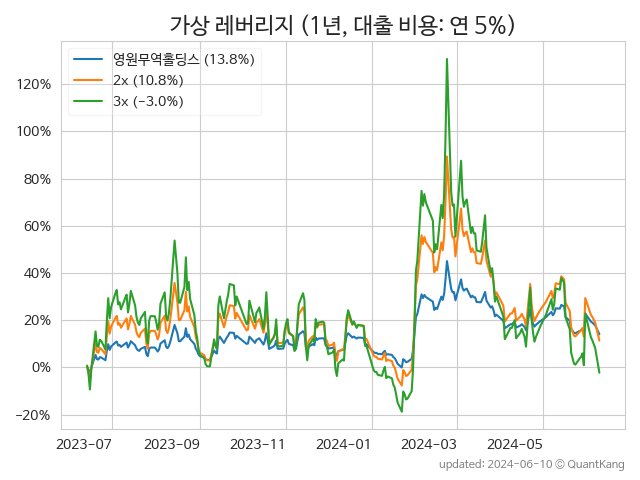 가상 레버리지 (1년, 대출 비용: 연 5%)
영원무역홀딩스 (13.8%)
2x (10.8%)
3x (−3.0%)
120%
100%
80%
60%
40%
20%
0%
−20%
2023-07
2023-09
2023-11
2024-01
2024-03
2024-05
updated: 2024-06-10 © QuantKang